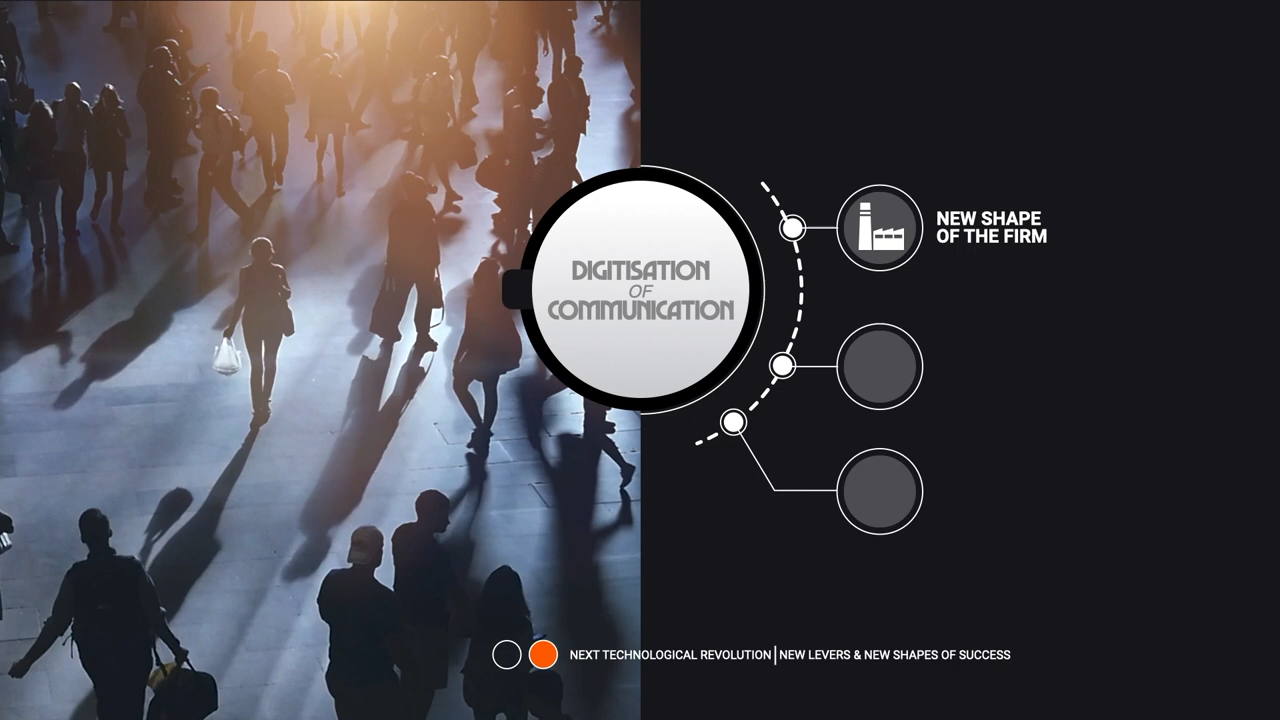 DIGITISATION
OF
COMMUNICATION
NEW SHAPE
OF THE FIRM
NEXT TECHNOLOGICAL REVOLUTION | NEW LEVERS & NEW SHAPES OF SUCCESS